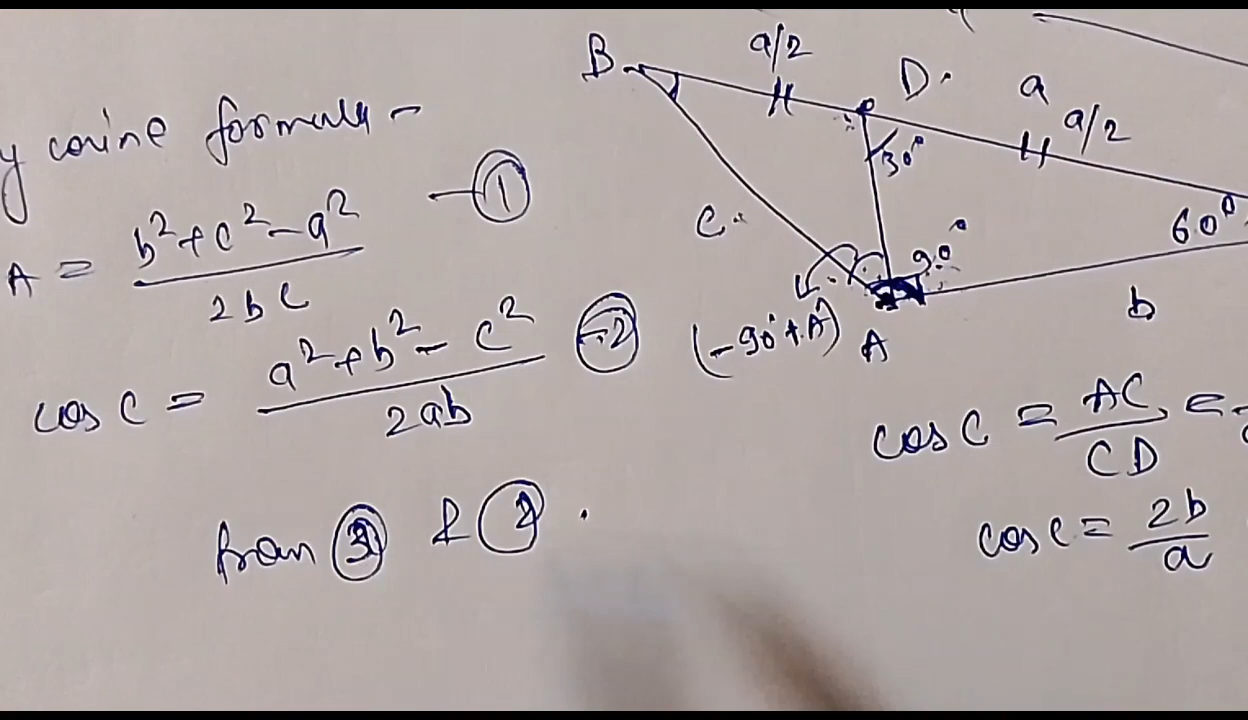 y cosine formula -
A = b²+c²-a² / 2bc - ①
cos C = a²+b²-c² / 2ab - 2
from ③ & ②.
B
a/2
D.
a
a/2
30°
C
60°
90°
b
(-90°+A)
A
cos C = AC / CD =
cos C = 2b / a